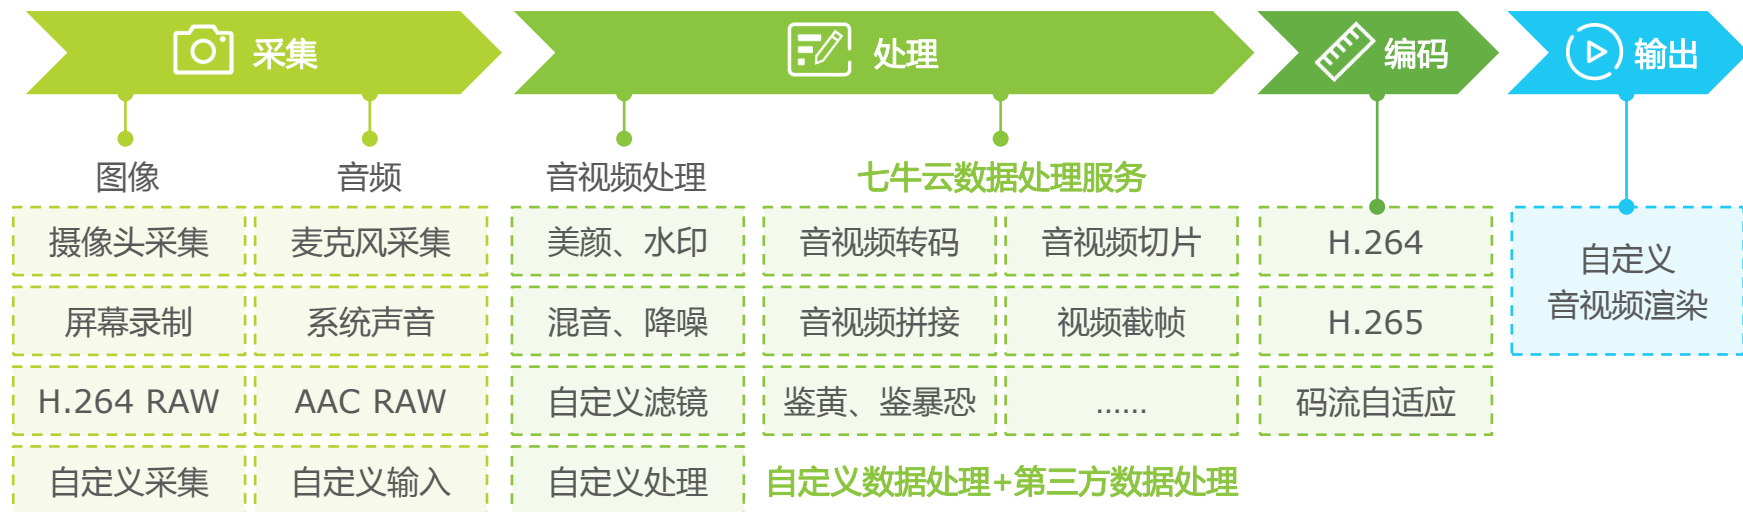 采集
处理
编码
输出
图像
音频
音视频处理
七牛云数据处理服务
摄像头采集
麦克风采集
美颜、水印
音视频转码
音视频切片
H.264
自定义
音视频渲染
屏幕录制
系统声音
混音、降噪
音视频拼接
视频截帧
H.265
H.264 RAW
AAC RAW
自定义滤镜
鉴黄、鉴暴恐
......
码流自适应
自定义采集
自定义输入
自定义处理
自定义数据处理+第三方数据处理